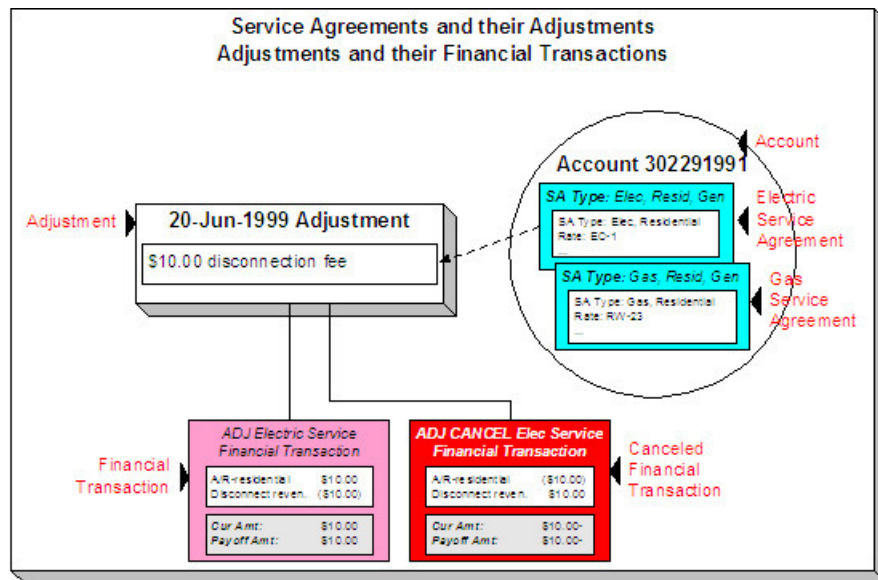 Service Agreements and their Adjustments
Adjustments and their Financial Transactions
Account
Account 302291991
SA Type: Elec, Resid, Gen
SA Type: Elec, Residential
Rate: EC-1
...
Electric
Service
Agreement
SA Type: Gas, Resid, Gen
SA Type: Gas, Residential
Rate: RW-23
...
Gas
Service
Agreement
Adjustment
20-Jun-1999 Adjustment
$10.00 disconnection fee
Financial
Transaction
ADJ Electric Service
Financial Transaction
A/R-residential $10.00
Disconnect reven. ($10.00)
Cur Amt: $10.00
Payoff Amt: $10.00
ADJ CANCEL Elec Service
Financial Transaction
A/R-residential ($10.00)
Disconnect reven. $10.00
Cur Amt: $10.00-
Payoff Amt: $10.00-
Canceled
Financial
Transaction